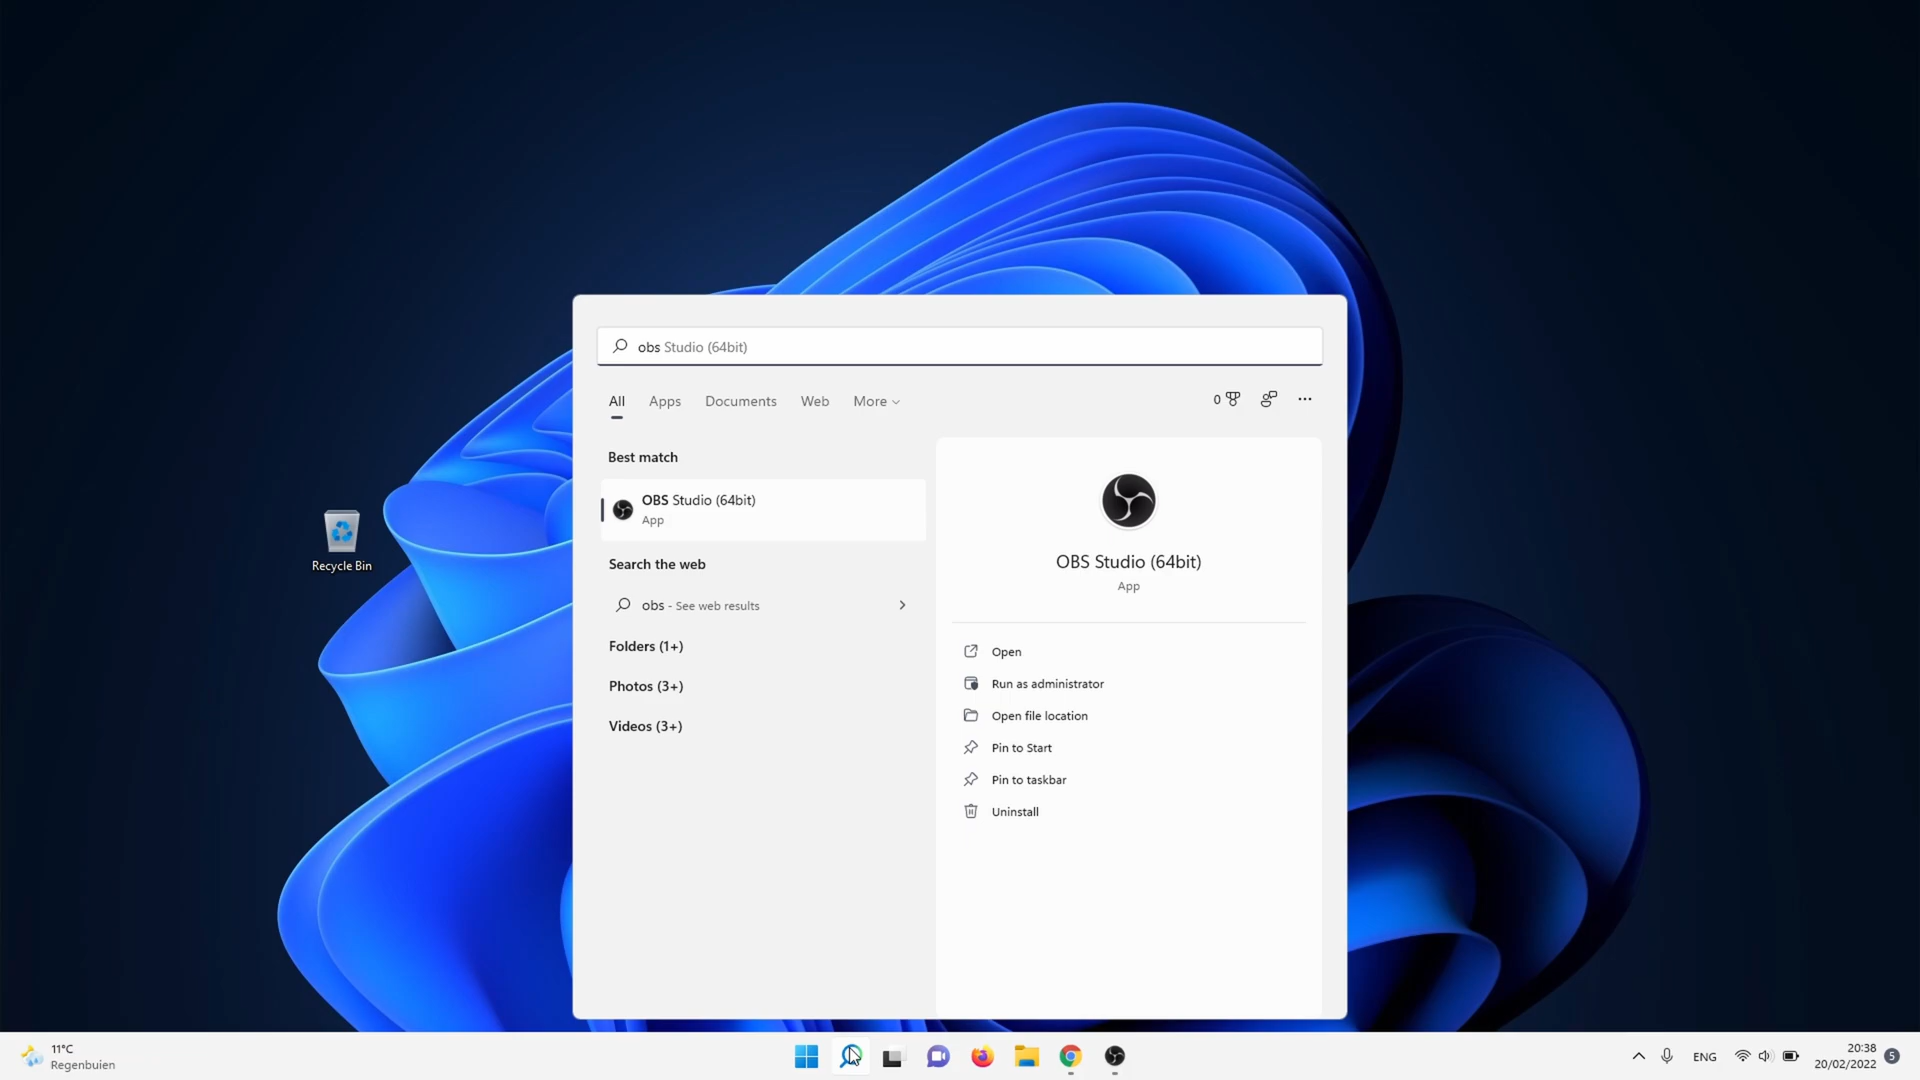 obs Studio (64bit)
All Apps Documents Web More
0
Best match
OBS Studio (64bit)
App
Search the web
obs - See web results
Folders (1+)
Photos (3+)
Videos (3+)
OBS Studio (64bit)
App
Open
Run as administrator
Open file location
Pin to Start
Pin to taskbar
Uninstall
Recycle Bin
11°C
Regenbuien
ENG
20:38
20/02/2022
5